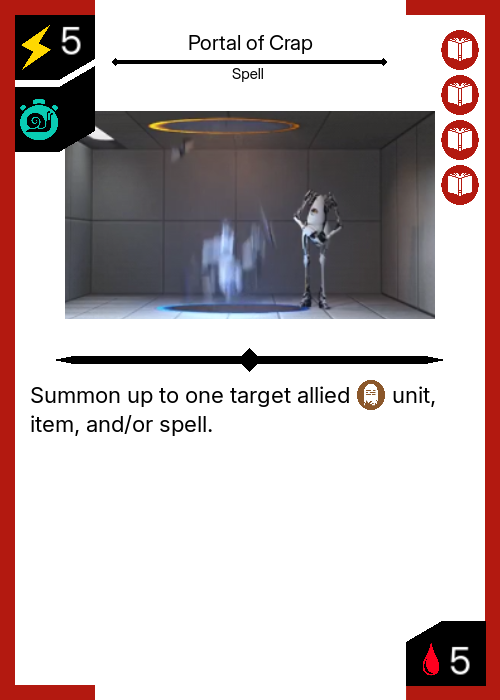 5
Portal of Crap
Spell
Summon up to one target allied unit,
item, and/or spell.
5